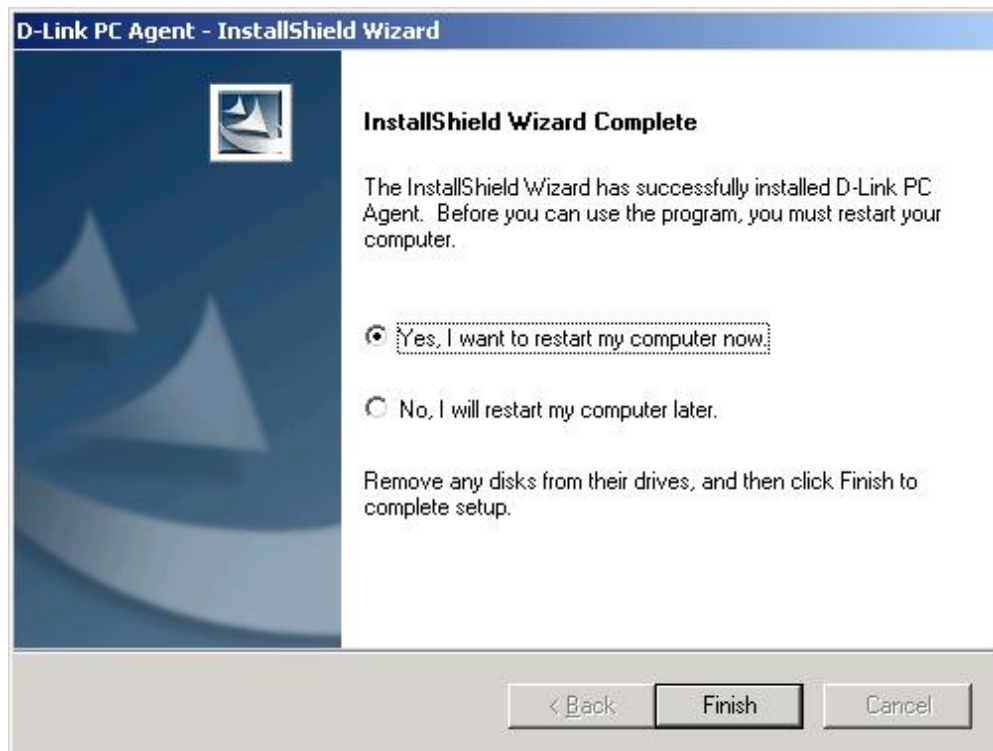 D-Link PC Agent - InstallShield Wizard
InstallShield Wizard Complete
The InstallShield Wizard has successfully installed D-Link PC
Agent.  Before you can use the program, you must restart your
computer.
Yes, I want to restart my computer now.
No, I will restart my computer later.
Remove any disks from their drives, and then click Finish to
complete setup.
< Back
Finish
Cancel